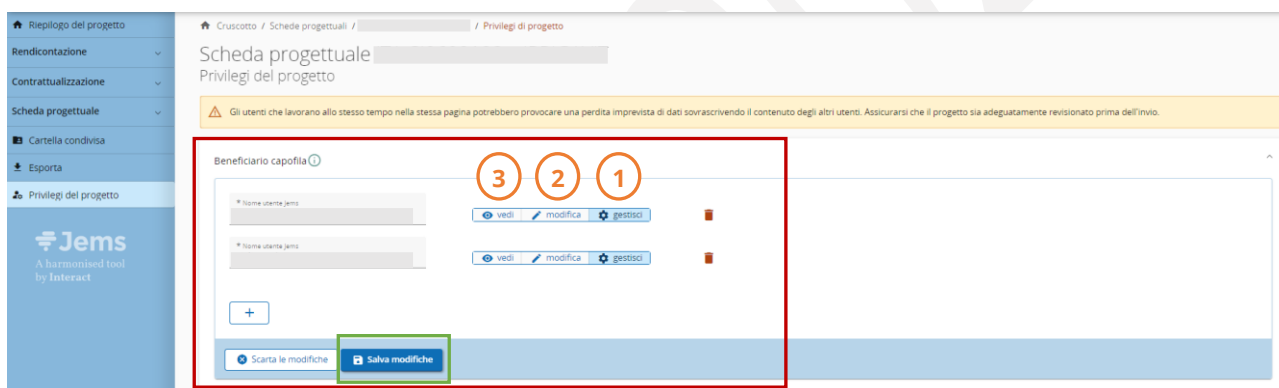 Riepilogo del progetto
Rendicontazione
Contrattualizzazione
Scheda progettuale
Cartella condivisa
Esporta
Privilegi del progetto
Jems
A harmonised tool
by Interact
Cruscotto / Schede progettuali / / Privilegi di progetto
Scheda progettuale
Privilegi del progetto
Gli utenti che lavorano allo stesso tempo nella stessa pagina potrebbero provocare una perdita imprevista di dati sovrascrivendo il contenuto degli altri utenti. Assicurarsi che il progetto sia adeguatamente revisionato prima dell'invio.
Beneficiario capofila
3 2 1
* Nome utente Jems
vedi modifica gestisci
* Nome utente Jems
vedi modifica gestisci
+
Scarta le modifiche Salva modifiche